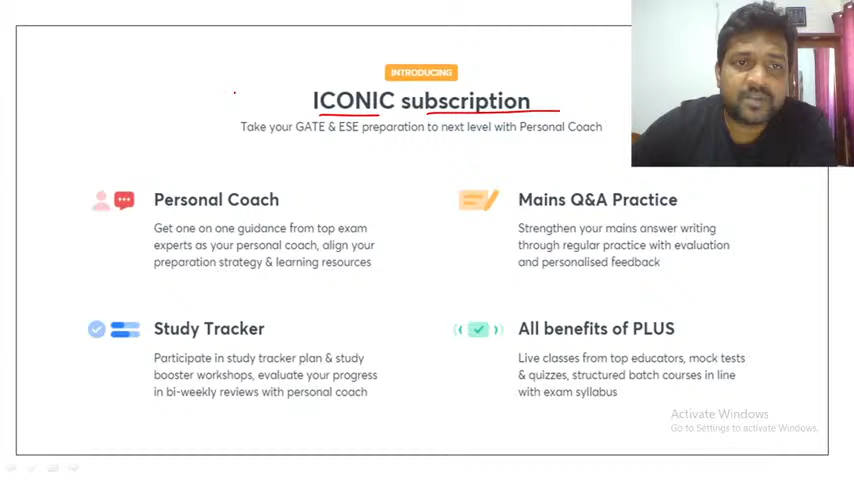 INTRODUCING
ICONIC subscription
Take your GATE & ESE preparation to next level with Personal Coach
Personal Coach
Get one on one guidance from top exam
experts as your personal coach, align your
preparation strategy & learning resources
Mains Q&A Practice
Strengthen your mains answer writing
through regular practice with evaluation
and personalised feedback
Study Tracker
Participate in study tracker plan & study
booster workshops, evaluate your progress
in bi-weekly reviews with personal coach
All benefits of PLUS
Live classes from top educators, mock tests
& quizzes, structured batch courses in line
with exam syllabus
Activate Windows
Go to Settings to activate Windows.